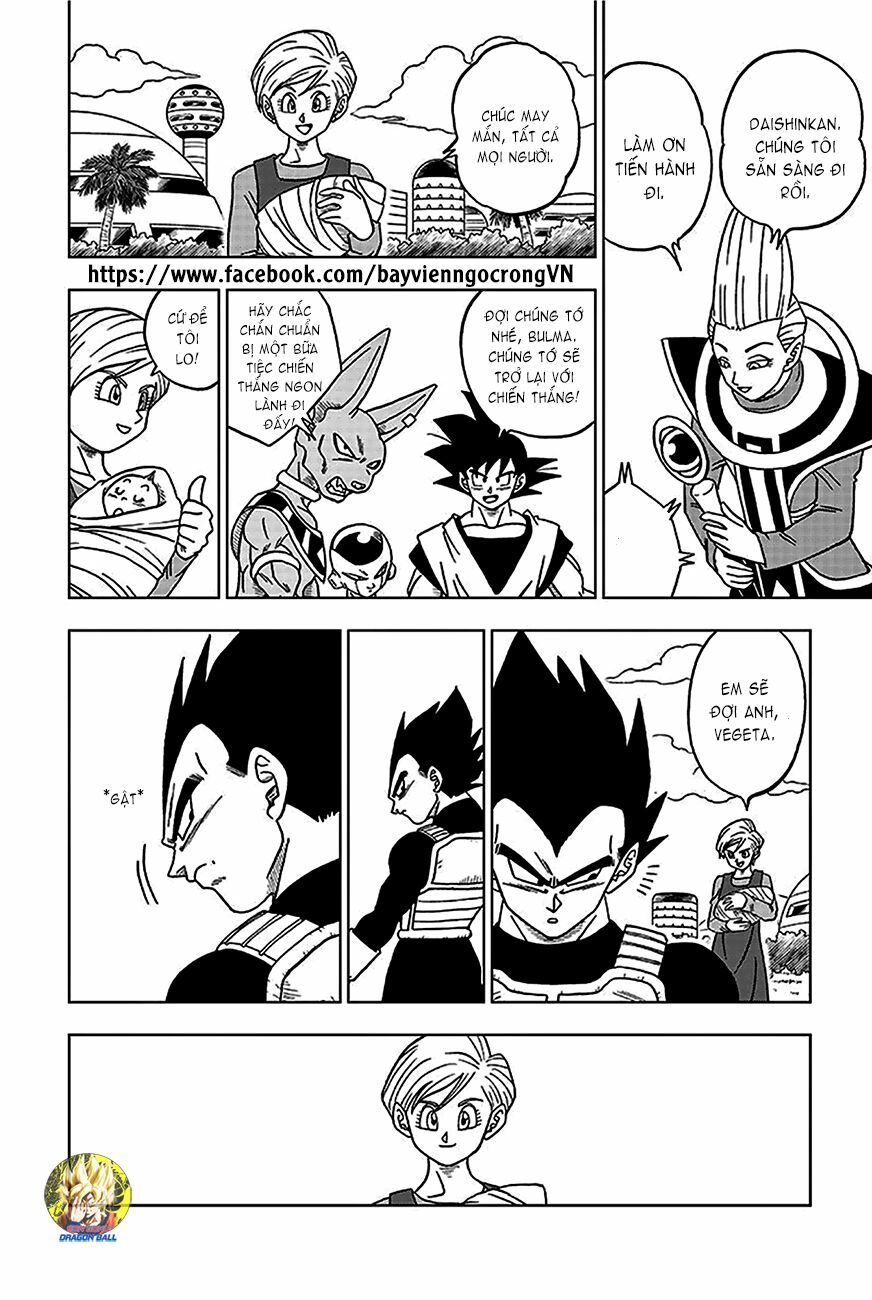 DAISHINKAN.
CHÚNG TÔI
SẴN SÀNG ĐI
RỒI.
LÀM ƠN
TIẾN HÀNH
ĐI.
CHÚC MAY
MẮN, TẤT CẢ
MỌI NGƯỜI.
https://www.facebook.com/bayvienngocrongVN
ĐỢI CHÚNG TỚ
NHÉ, BULMA.
CHÚNG TỚ SẼ
TRỞ LẠI VỚI
CHIẾN THẮNG!
HÃY CHẮC
CHẮN CHUẨN
BỊ MỘT BỮA
TIỆC CHIẾN
THẮNG NGON
LÀNH ĐI
ĐẤY!
CỨ ĐỂ
TÔI
LO!
EM SẼ
ĐỢI ANH,
VEGETA.
*GẬT*
DRAGON BALL